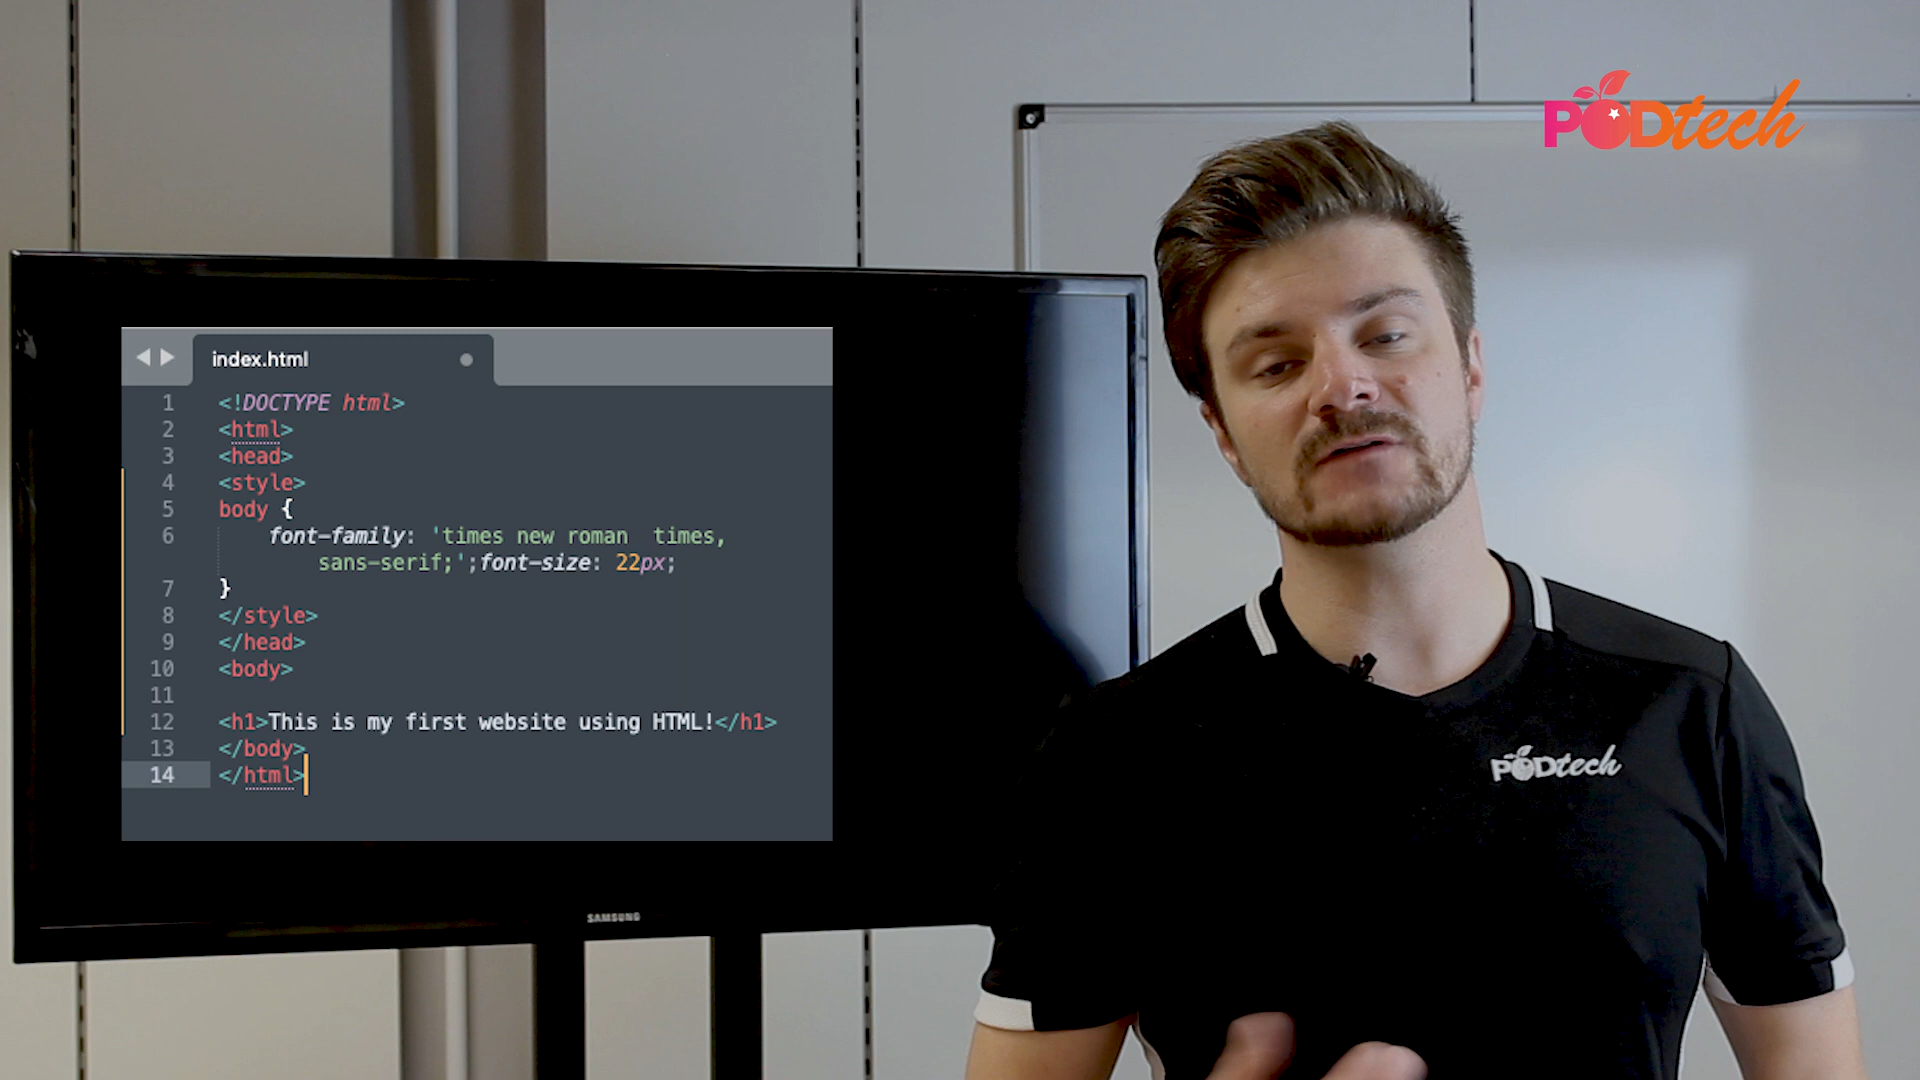 PODtech
index.html
1 <!DOCTYPE html>
2 <html>
3 <head>
4 <style>
5 body {
6 font-family: 'times new roman  times,
sans-serif;';font-size: 22px;
7 }
8 </style>
9 </head>
10 <body>
11
12 <h1>This is my first website using HTML!</h1>
13 </body>
14 </html>
PODtech
SAMSUNG